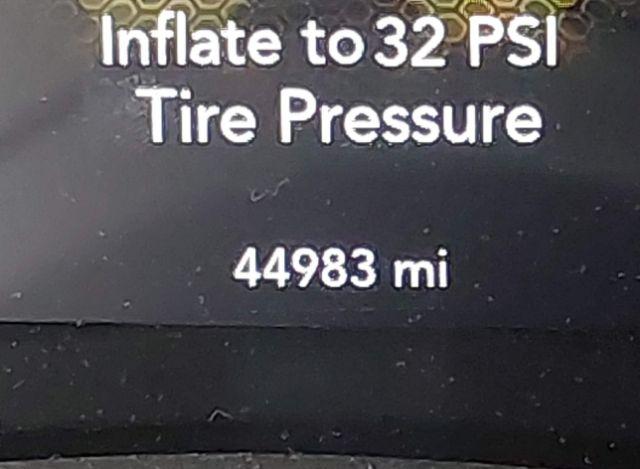 Inflate to 32 PSI
Tire Pressure
44983 mi